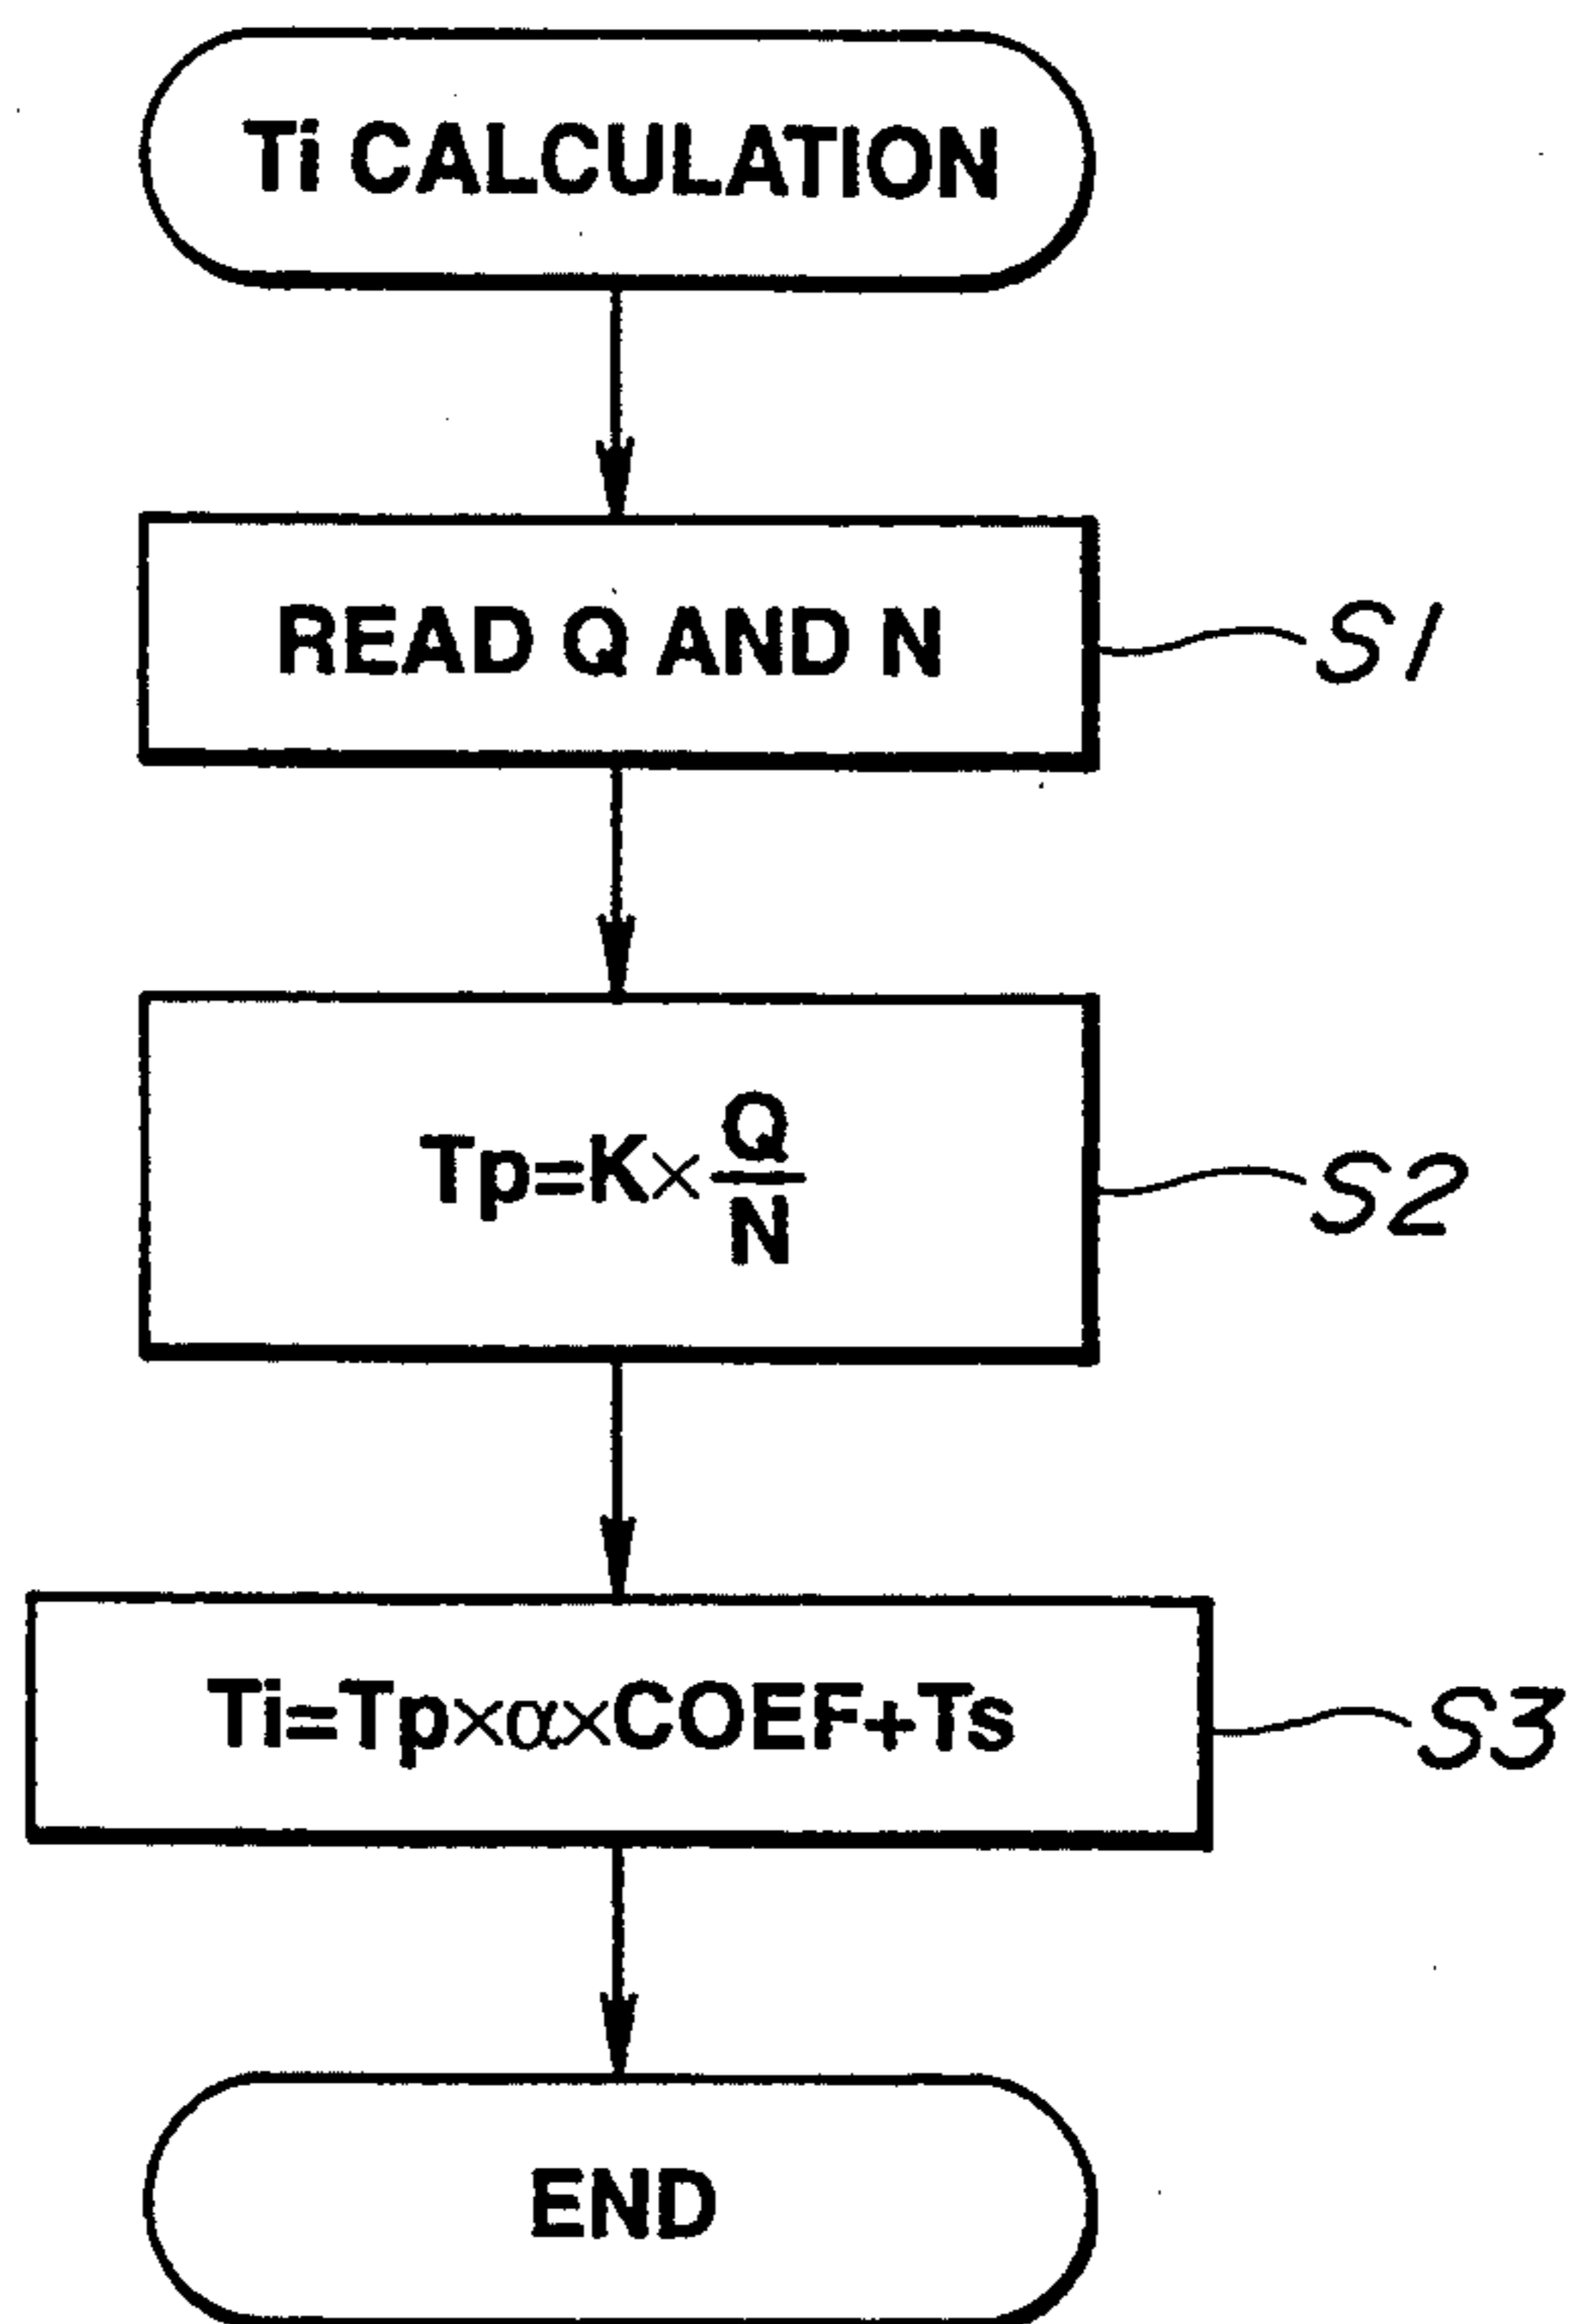 Ti CALCULATION
READ Q AND N
S1
Tp=K×Q/N
S2
Ti=Tp×α×COEF+Ts
S3
END